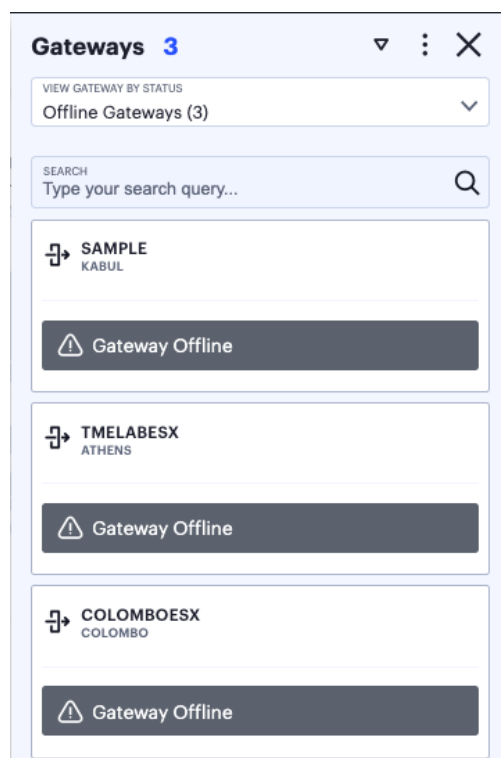 Gateways 3
VIEW GATEWAY BY STATUS
Offline Gateways (3)
SEARCH
Type your search query...
SAMPLE
KABUL
Gateway Offline
TMELABESX
ATHENS
Gateway Offline
COLOMBOESX
COLOMBO
Gateway Offline